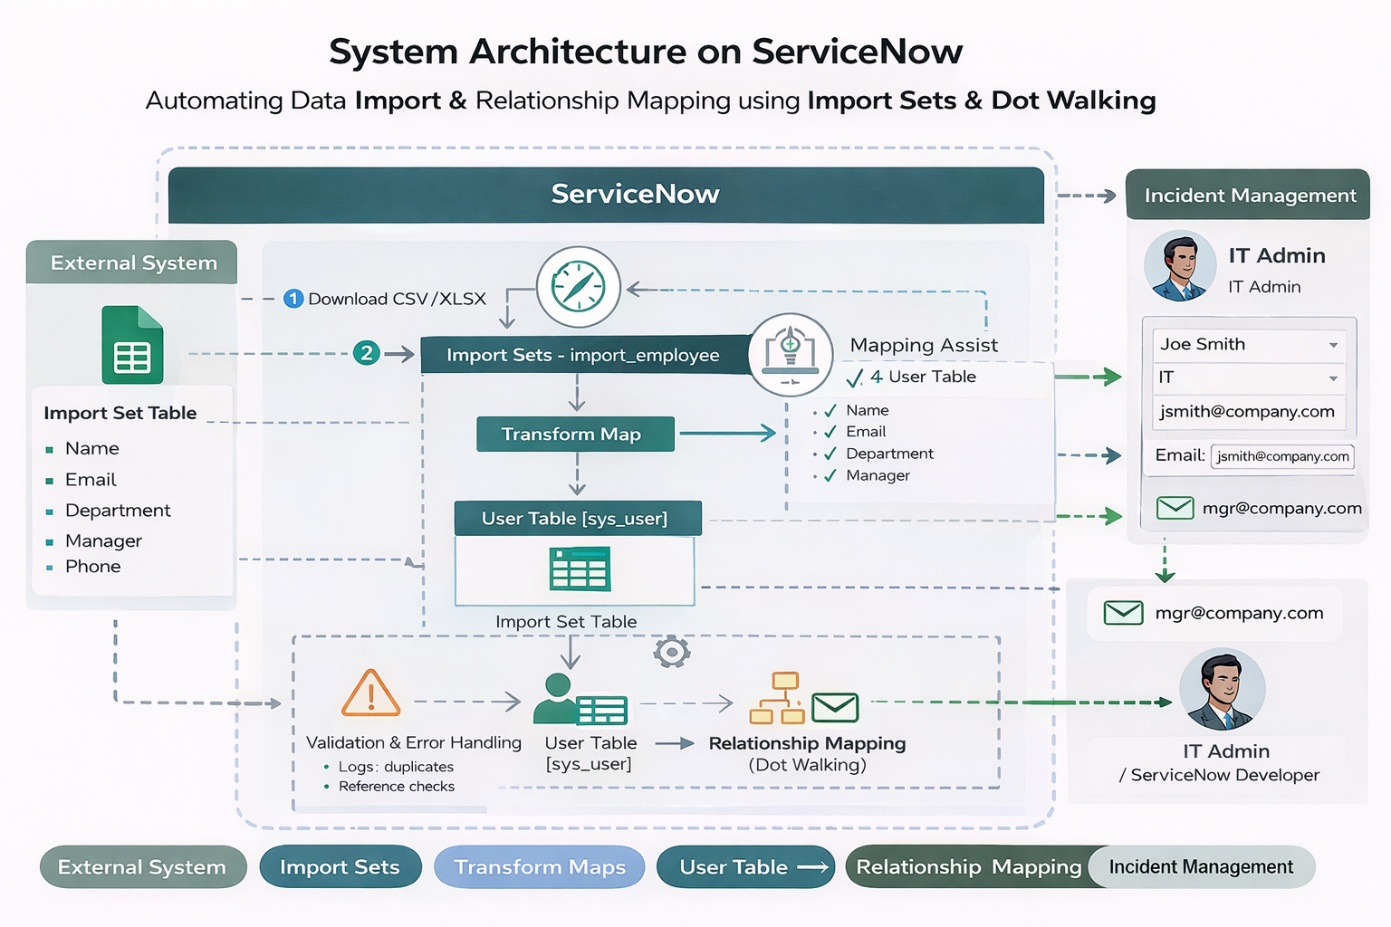 System Architecture on ServiceNow
Automating Data Import & Relationship Mapping using Import Sets & Dot Walking
ServiceNow
External System
1 Download CSV/XLSX
2
Import Set Table
Name
Email
Department
Manager
Phone
Import Sets - import_employee
Transform Map
User Table [sys_user]
Import Set Table
Mapping Assist
✓ 4 User Table
✓ Name
✓ Email
✓ Department
✓ Manager
Validation & Error Handling
Logs: duplicates
Reference checks
User Table
[sys_user]
Relationship Mapping
(Dot Walking)
Incident Management
IT Admin
IT Admin
Joe Smith
IT
jsmith@company.com
Email: jsmith@company.com
mgr@company.com
mgr@company.com
IT Admin
/ ServiceNow Developer
External System
Import Sets
Transform Maps
User Table →
Relationship Mapping
Incident Management